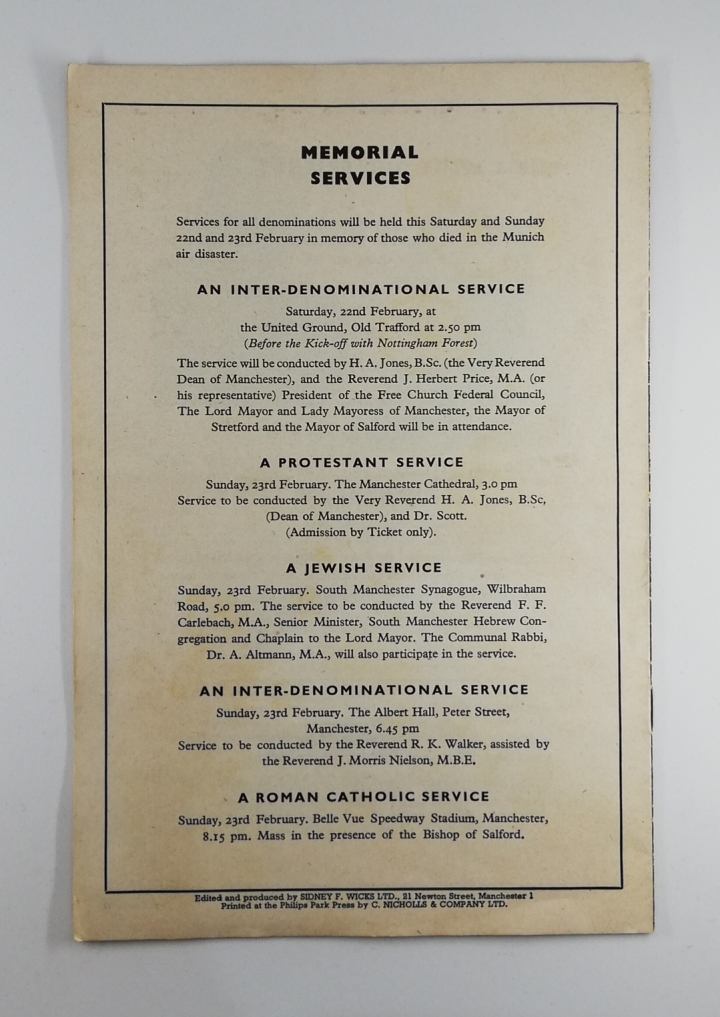 MEMORIAL
SERVICES
Services for all denominations will be held this Saturday and Sunday
22nd and 23rd February in memory of those who died in the Munich
air disaster.
AN INTER-DENOMINATIONAL SERVICE
Saturday, 22nd February, at
the United Ground, Old Trafford at 2.50 pm
(Before the Kick-off with Nottingham Forest)
The service will be conducted by H. A. Jones, B.Sc. (the Very Reverend
Dean of Manchester), and the Reverend J. Herbert Price, M.A. (or
his representative) President of the Free Church Federal Council,
The Lord Mayor and Lady Mayoress of Manchester, the Mayor of
Stretford and the Mayor of Salford will be in attendance.
A PROTESTANT SERVICE
Sunday, 23rd February. The Manchester Cathedral, 3.0 pm
Service to be conducted by the Very Reverend H. A. Jones, B.Sc,
(Dean of Manchester), and Dr. Scott.
(Admission by Ticket only).
A JEWISH SERVICE
Sunday, 23rd February. South Manchester Synagogue, Wilbraham
Road, 5.0 pm. The service to be conducted by the Reverend F. F.
Carlebach, M.A., Senior Minister, South Manchester Hebrew Con-
gregation and Chaplain to the Lord Mayor. The Communal Rabbi,
Dr. A. Altmann, M.A., will also participate in the service.
AN INTER-DENOMINATIONAL SERVICE
Sunday, 23rd February. The Albert Hall, Peter Street,
Manchester, 6.45 pm
Service to be conducted by the Reverend R. K. Walker, assisted by
the Reverend J. Morris Nielson, M.B.E.
A ROMAN CATHOLIC SERVICE
Sunday, 23rd February. Belle Vue Speedway Stadium, Manchester,
8.15 pm. Mass in the presence of the Bishop of Salford.
Edited and produced by SIDNEY F. WICKS LTD., 21 Newton Street, Manchester 1
Printed at the Philips Park Press by C. NICHOLLS & COMPANY LTD.